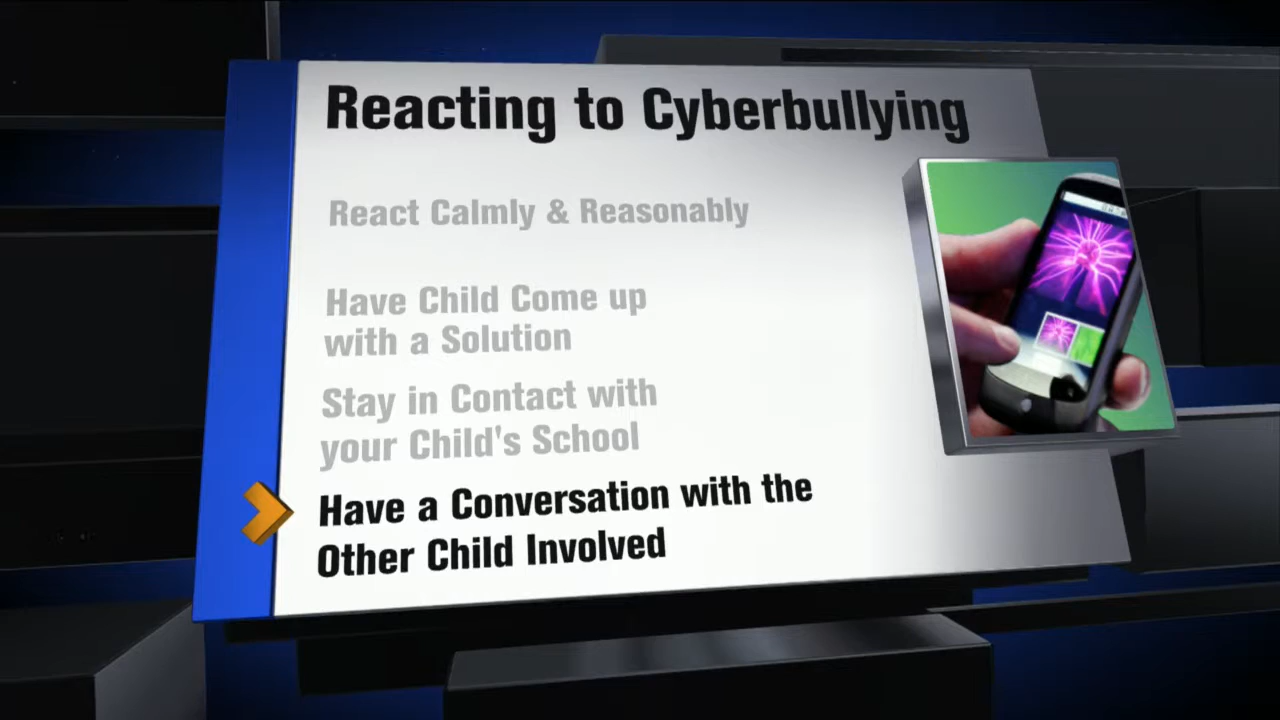 Reacting to Cyberbullying
React Calmly & Reasonably
Have Child Come up
with a Solution
Stay in Contact with
your Child's School
Have a Conversation with the
Other Child Involved